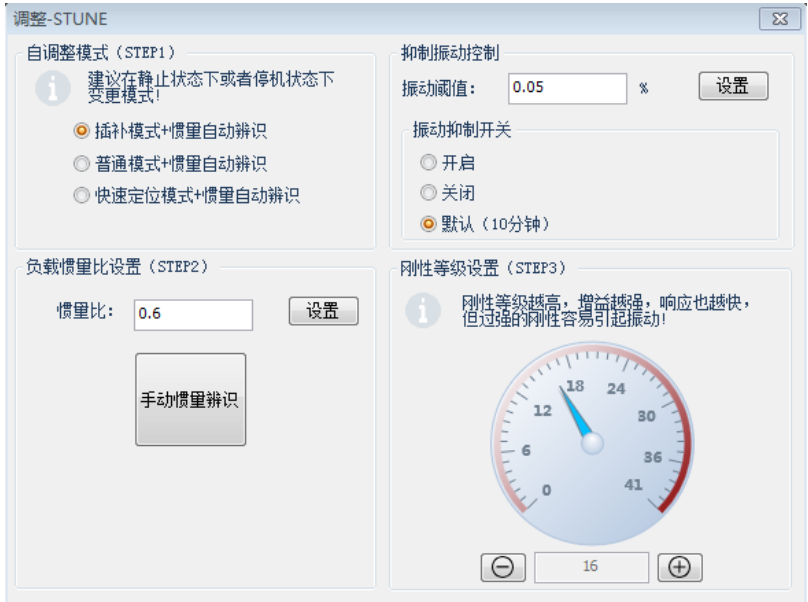 调整-STUNE
自调整模式（STEP1）
建议在静止状态下或者停机状态下
变更模式!
插补模式+惯量自动辨识
普通模式+惯量自动辨识
快速定位模式+惯量自动辨识
抑制振动控制
振动阈值: 0.05 % 设置
振动抑制开关
开启
关闭
默认（10分钟）
负载惯量比设置（STEP2）
惯量比: 0.6 设置
手动惯量辨识
刚性等级设置（STEP3）
刚性等级越高，增益越强，响应也越快，
但过强的刚性容易引起振动!
0
6
12
18
24
30
36
41
16